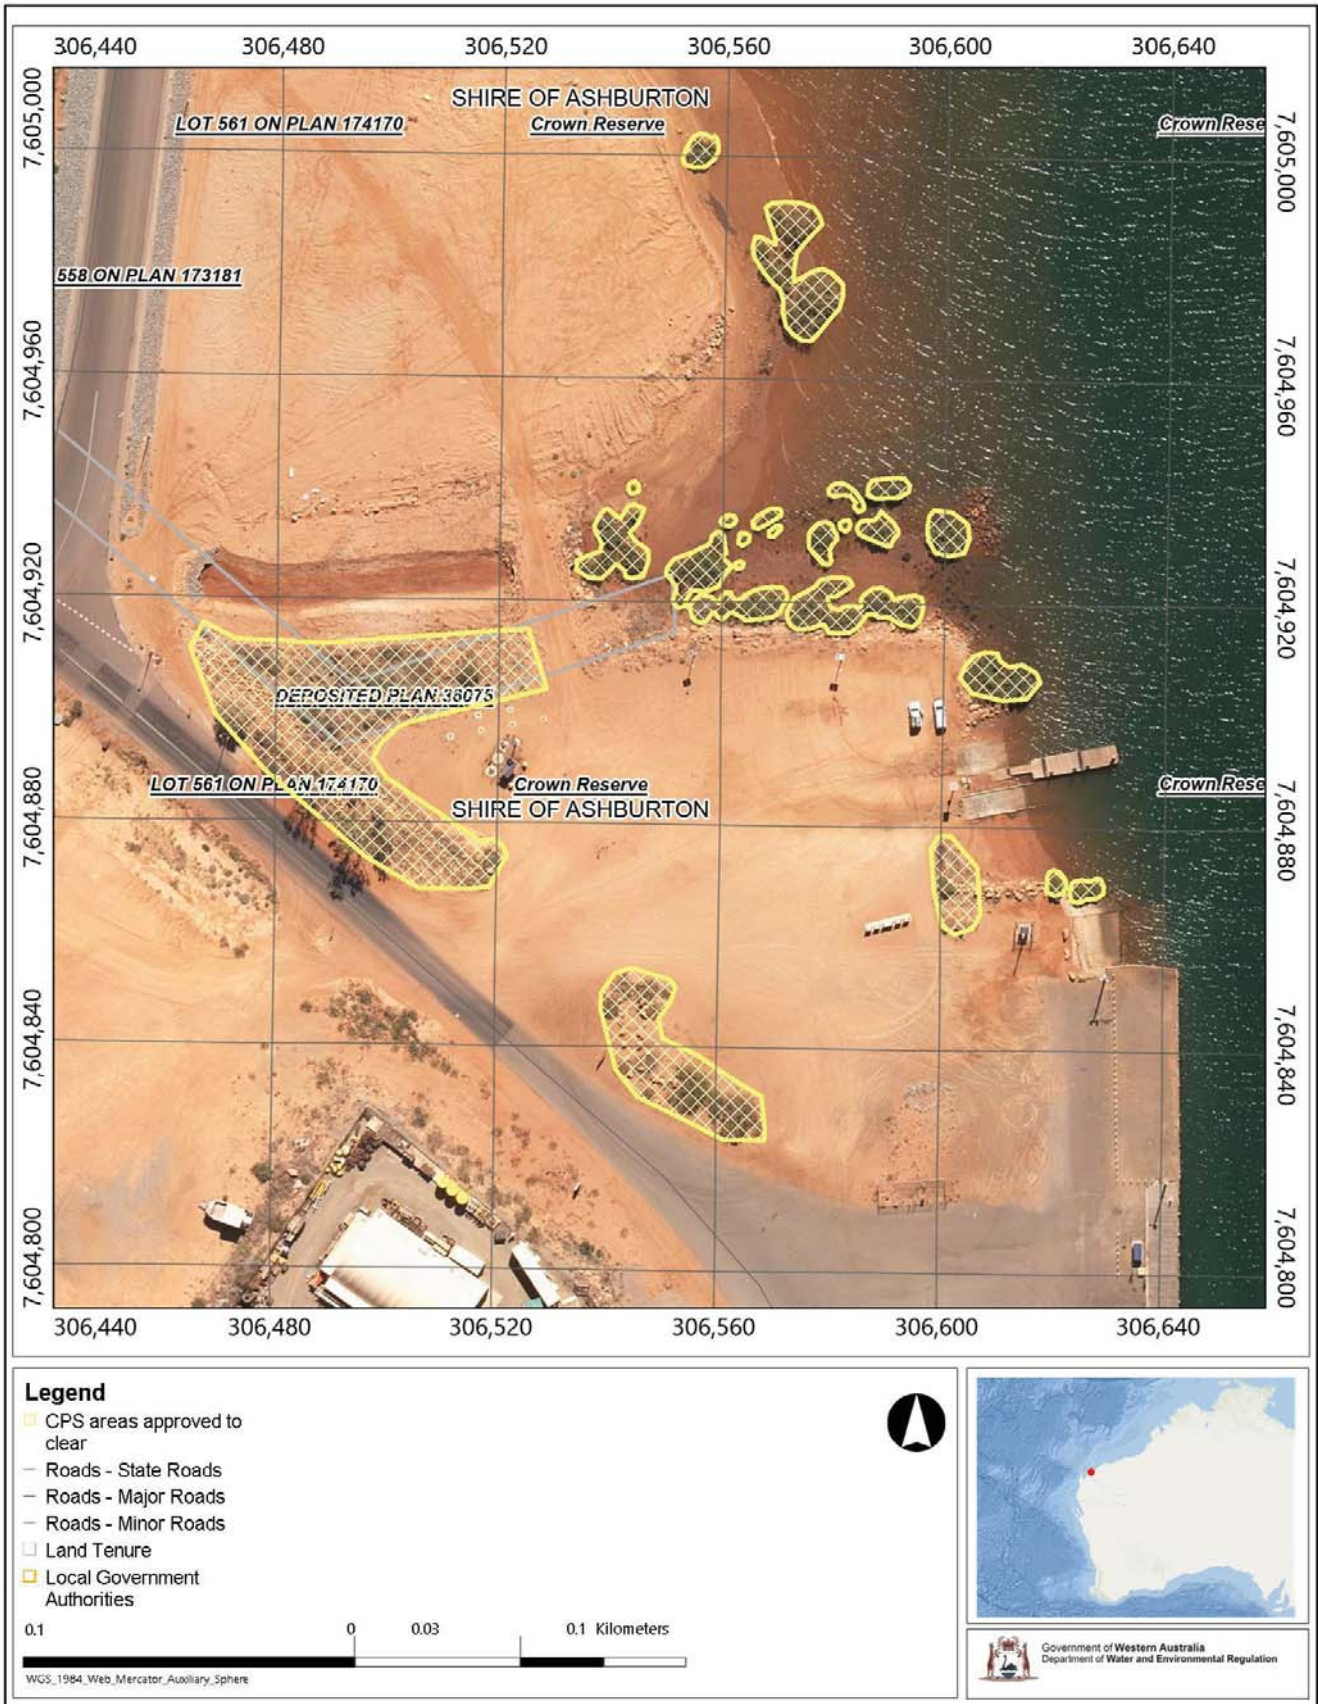 306,440 306,480 306,520 306,560 306,600 306,640
7,605,000
7,604,960
7,604,920
7,604,880
7,604,840
7,604,800
SHIRE OF ASHBURTON
LOT 561 ON PLAN 174170
Crown Reserve
Crown Rese
558 ON PLAN 173181
DEPOSITED PLAN 36075
LOT 561 ON PLAN 174170
Crown Reserve
SHIRE OF ASHBURTON
Crown Rese
7,605,000
7,604,960
7,604,920
7,604,880
7,604,840
7,604,800
306,440 306,480 306,520 306,560 306,600 306,640
Legend
CPS areas approved to
clear
Roads - State Roads
Roads - Major Roads
Roads - Minor Roads
Land Tenure
Local Government
Authorities
0.1 0 0.03 0.1 Kilometers
WGS_1984_Web_Mercator_Auxiliary_Sphere
Government of Western Australia
Department of Water and Environmental Regulation